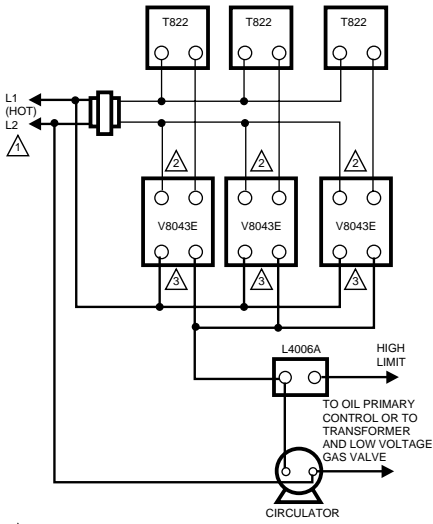 T822 T822 T822
L1
(HOT)
L2
1
2 2 2
V8043E V8043E V8043E
3 3 3
L4006A
HIGH
LIMIT
TO OIL PRIMARY
CONTROL OR TO
TRANSFORMER
AND LOW VOLTAGE
GAS VALVE
CIRCULATOR